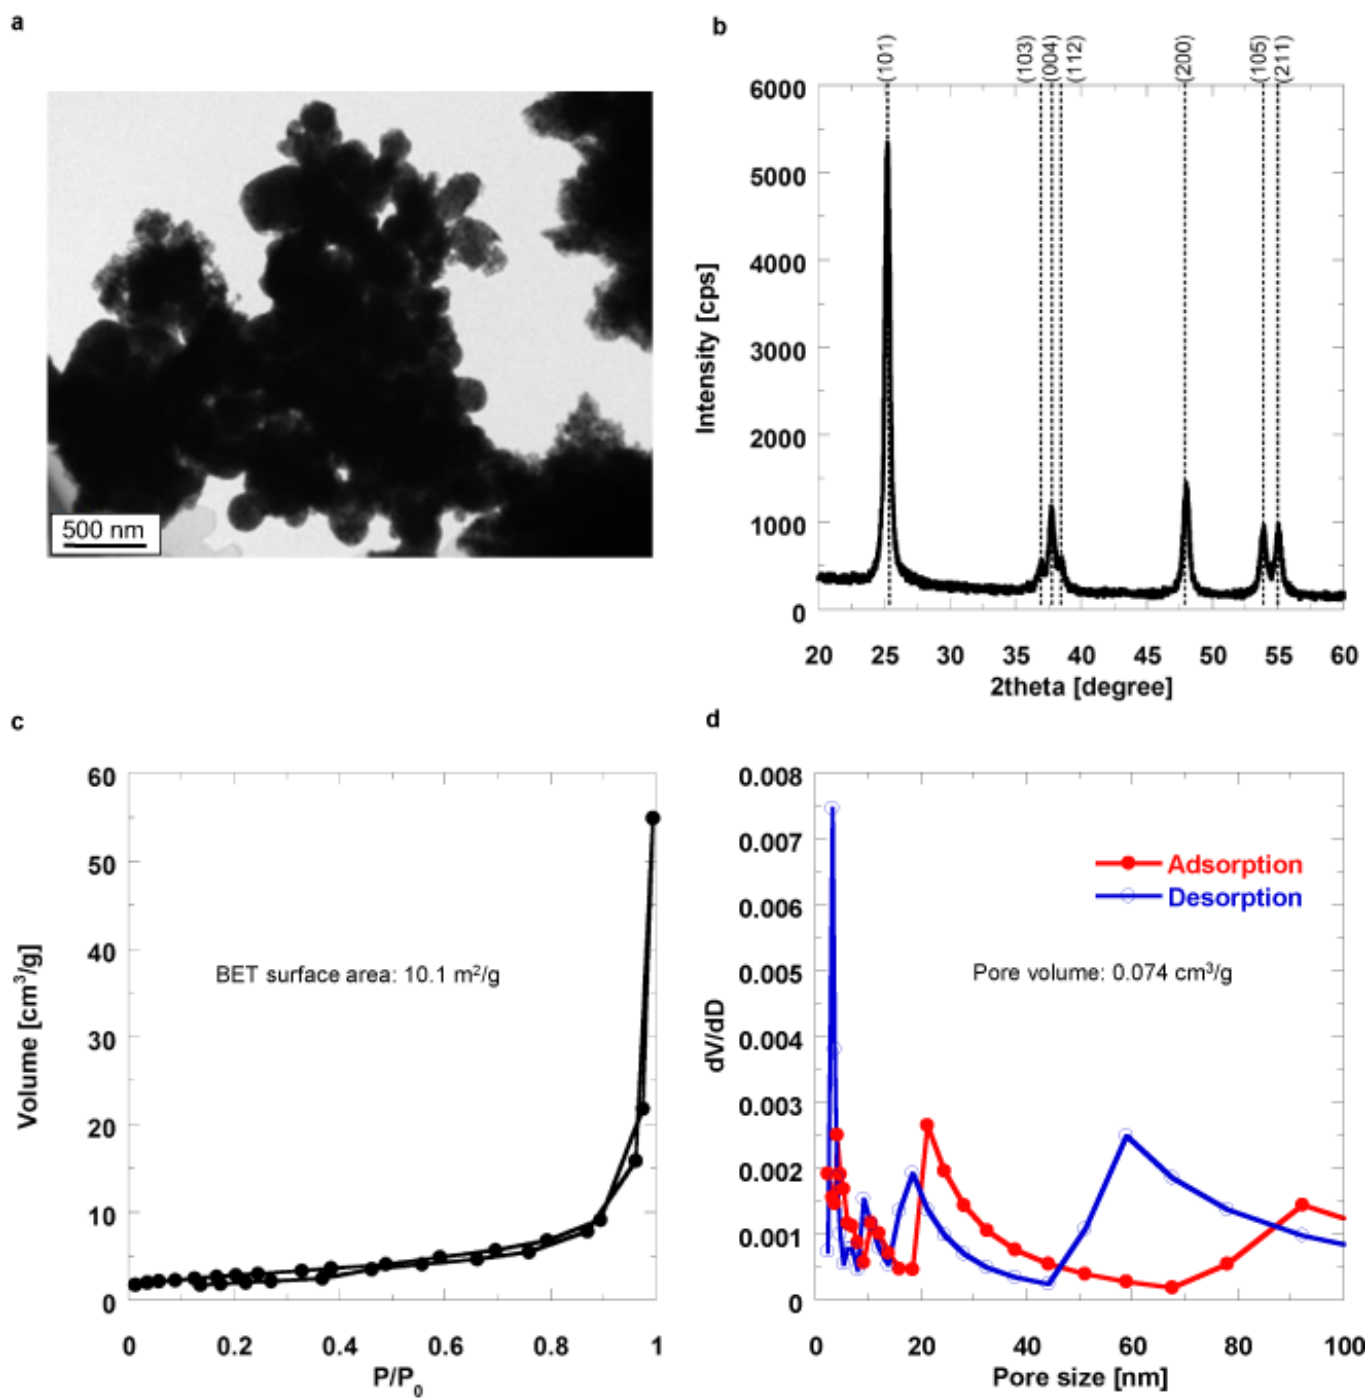 a
500 nm
b
(101)
(103)
(004)
(112)
(200)
(105)
(211)
6000
5000
4000
3000
2000
1000
0
Intensity [cps]
20 25 30 35 40 45 50 55 60
2theta [degree]
c
60
50
40
30
20
10
0
Volume [cm³/g]
BET surface area: 10.1 m²/g
0 0.2 0.4 0.6 0.8 1
P/P₀
d
0.008
0.007
0.006
0.005
0.004
0.003
0.002
0.001
0
dV/dD
Adsorption
Desorption
Pore volume: 0.074 cm³/g
0 20 40 60 80 100
Pore size [nm]